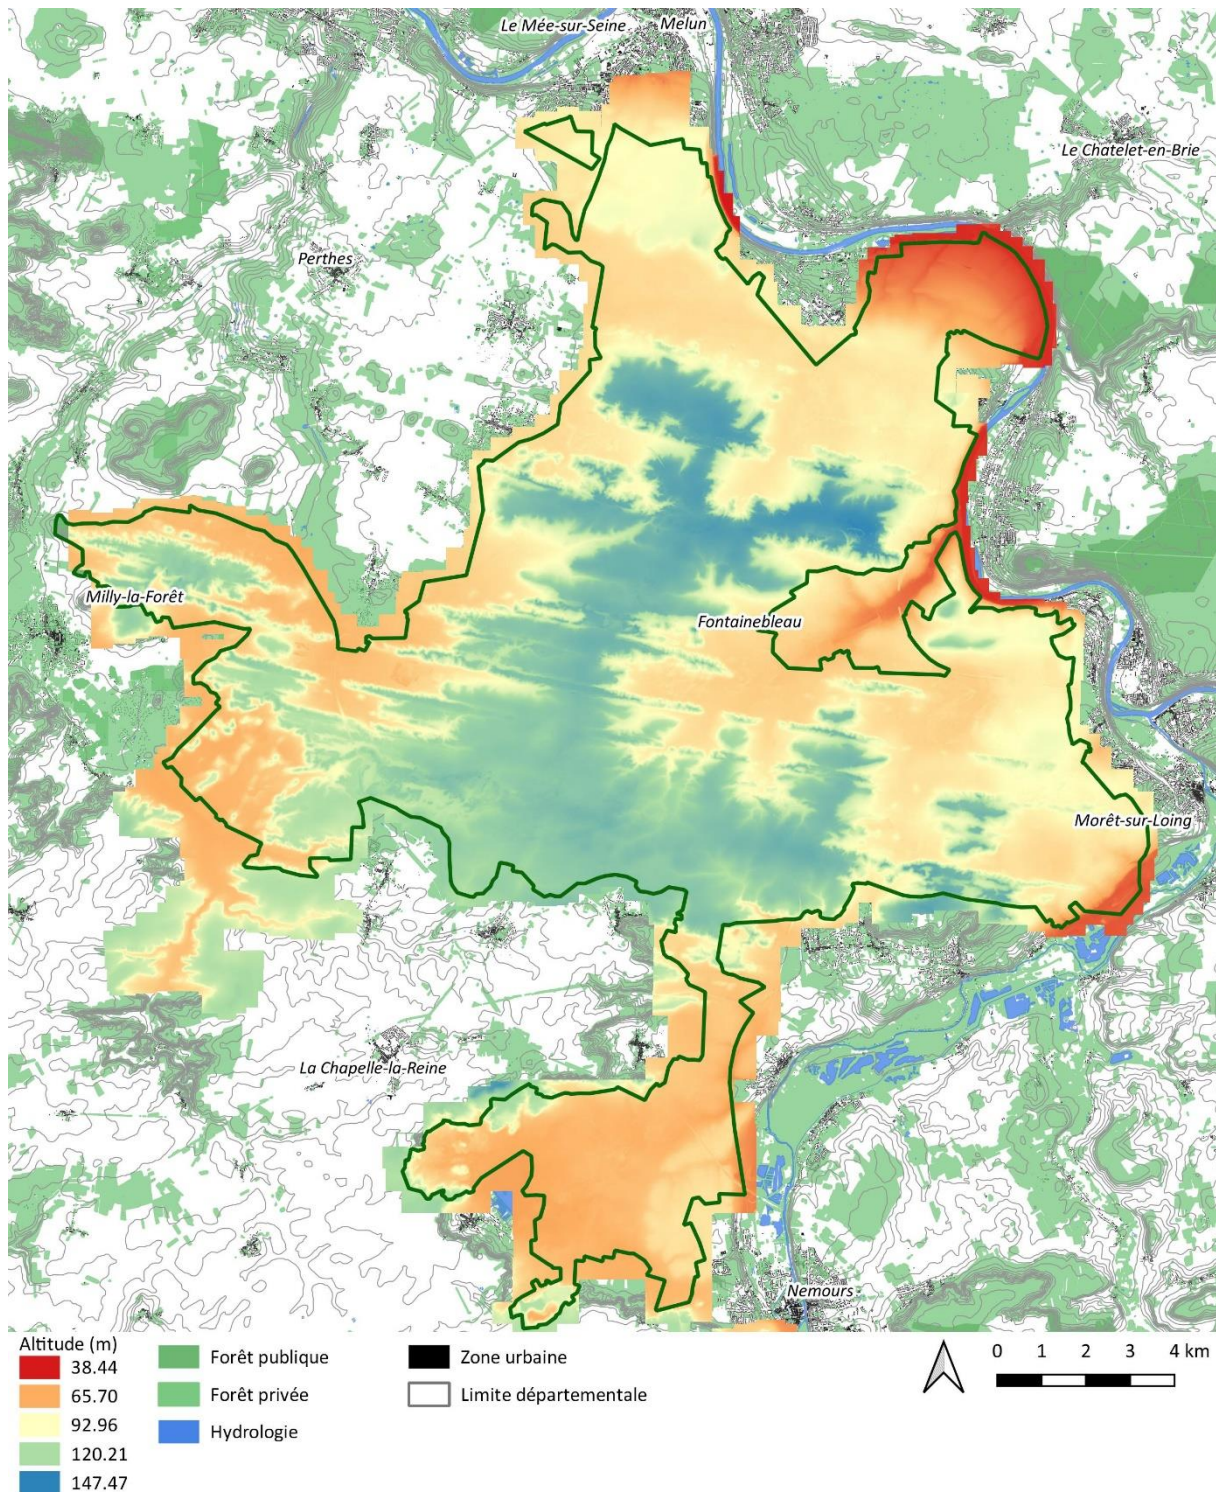 Le Mée-sur-Seine
Melun
Le Chatelet-en-Brie
Perthes
Milly-la-Forêt
Fontainebleau
Morêt-sur-Loing
La Chapelle-la-Reine
Nemours
Altitude (m)
38.44
65.70
92.96
120.21
147.47
Forêt publique
Forêt privée
Hydrologie
Zone urbaine
Limite départementale
0 1 2 3 4 km